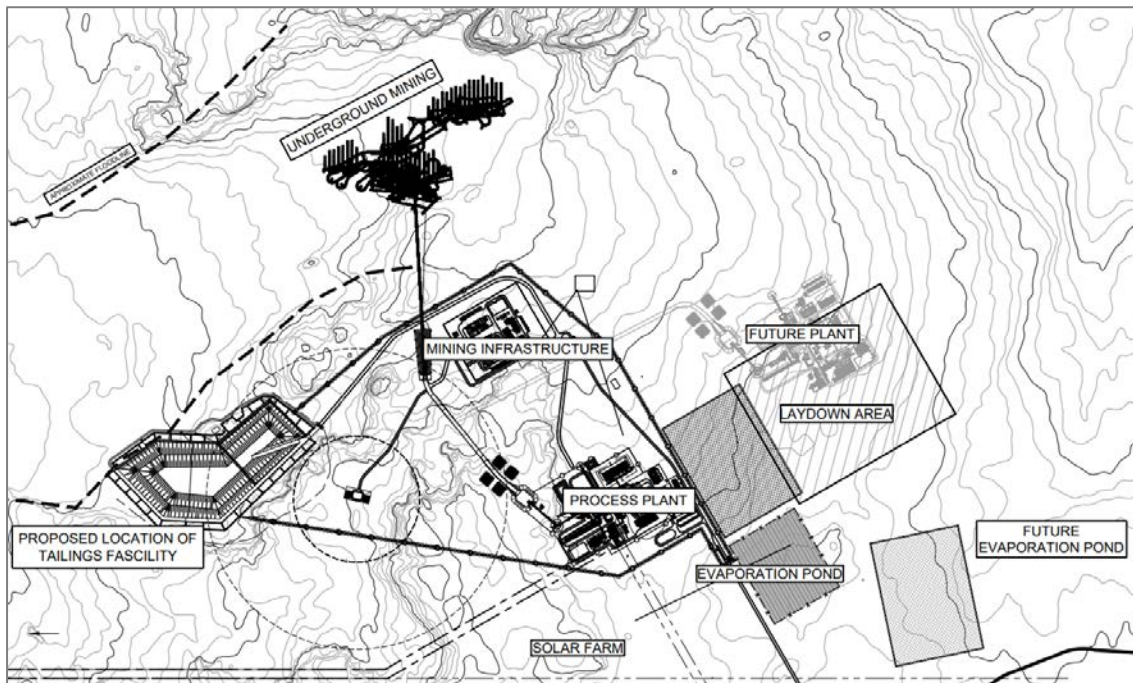 UNDERGROUND MINING
APPROXIMATE FLOODLINE
MINING INFRASTRUCTURE
FUTURE PLANT
LAYDOWN AREA
PROCESS PLANT
PROPOSED LOCATION OF
TAILINGS FASCILITY
FUTURE
EVAPORATION POND
EVAPORATION POND
SOLAR FARM